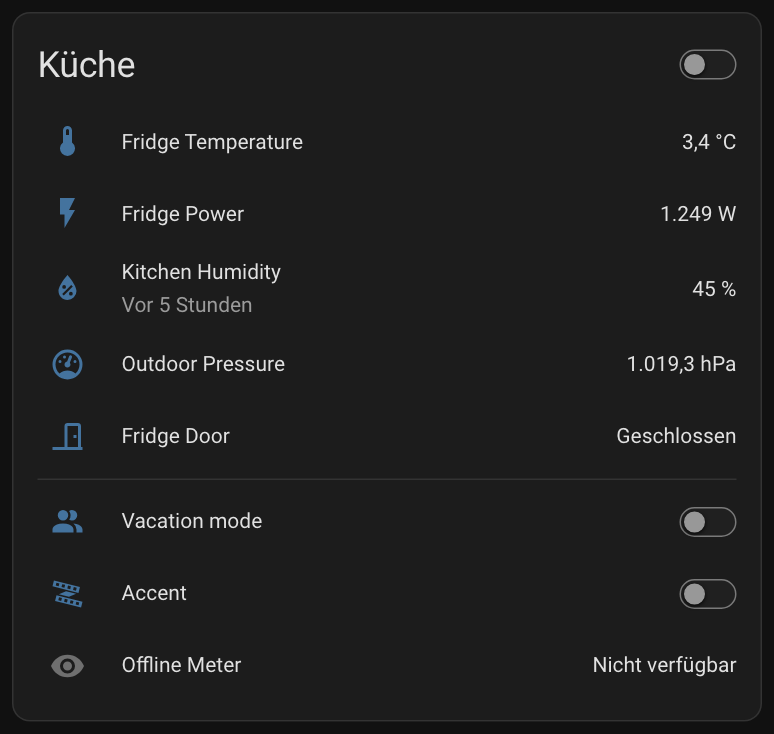 Küche
Fridge Temperature 3,4 °C
Fridge Power 1.249 W
Kitchen Humidity 45 %
Vor 5 Stunden
Outdoor Pressure 1.019,3 hPa
Fridge Door Geschlossen
Vacation mode
Accent
Offline Meter Nicht verfügbar